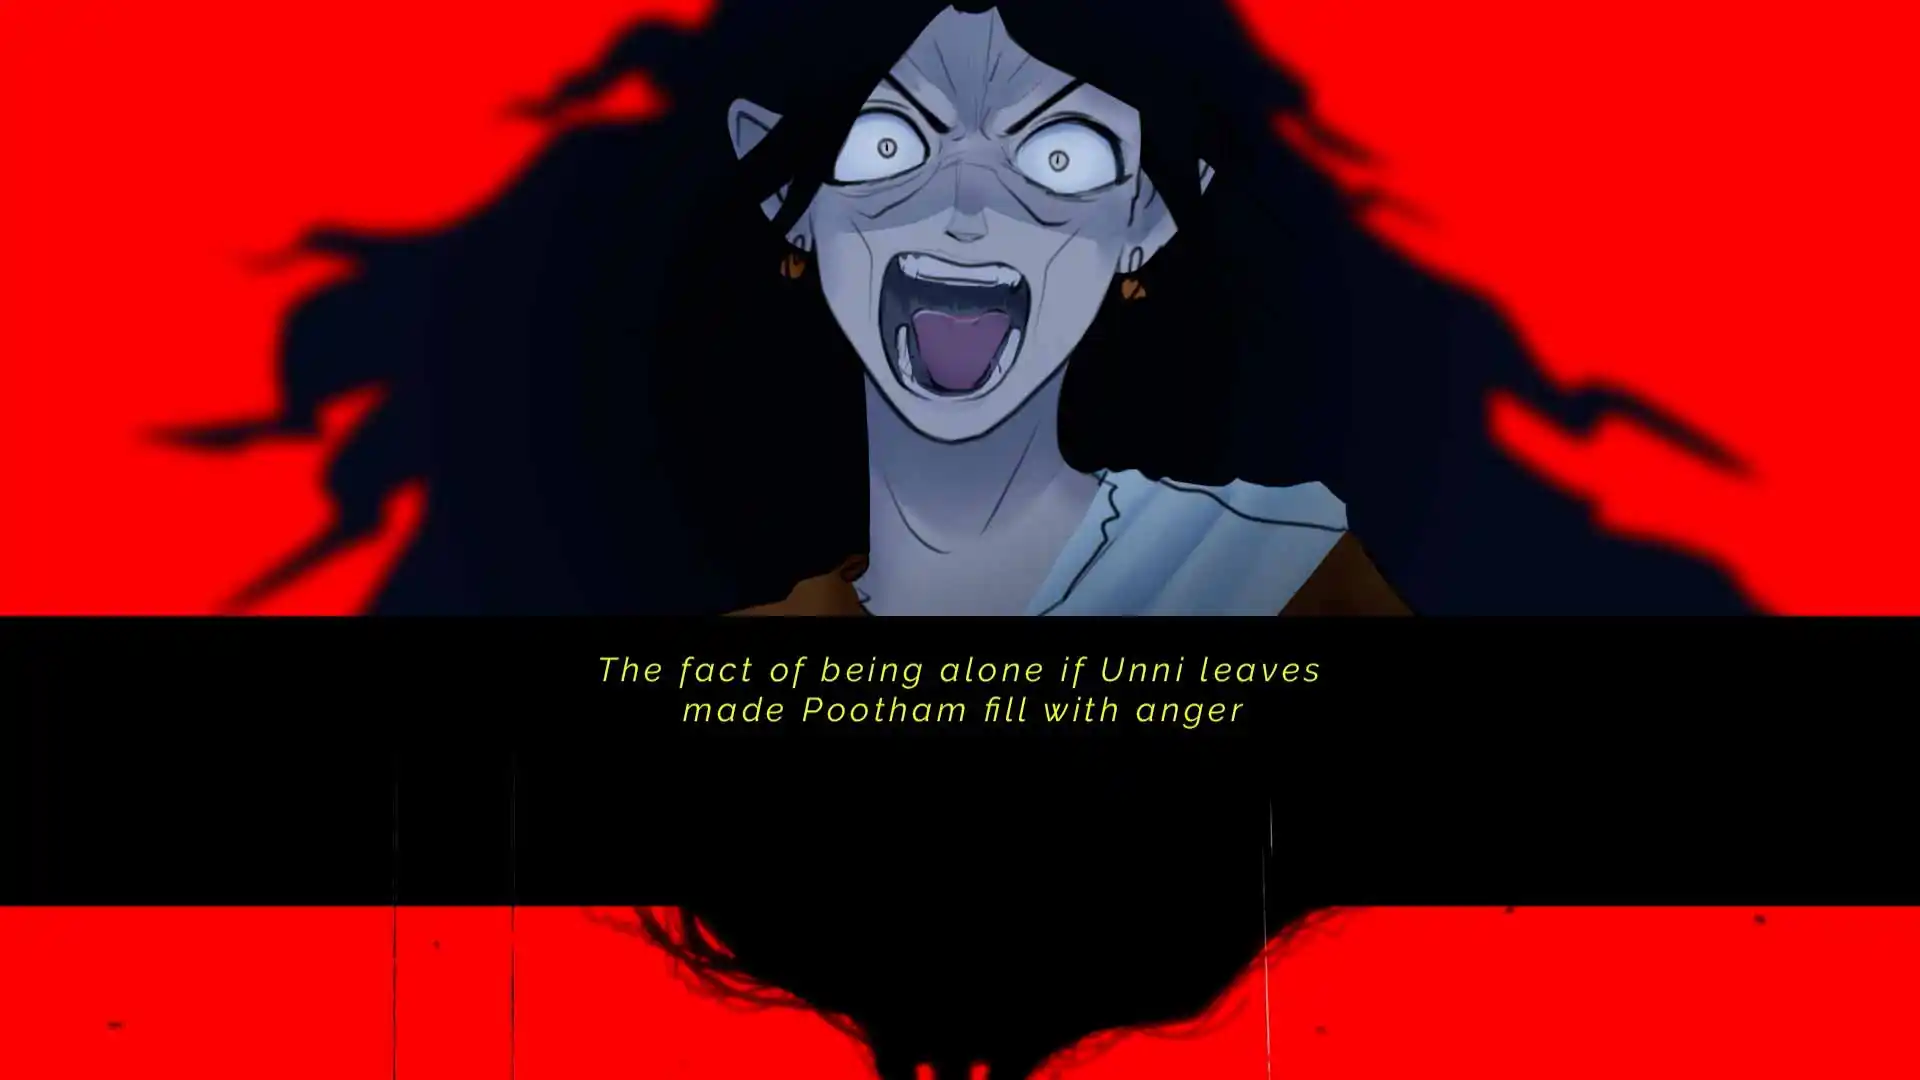 The fact of being alone if Unni leaves
made Pootham fill with anger